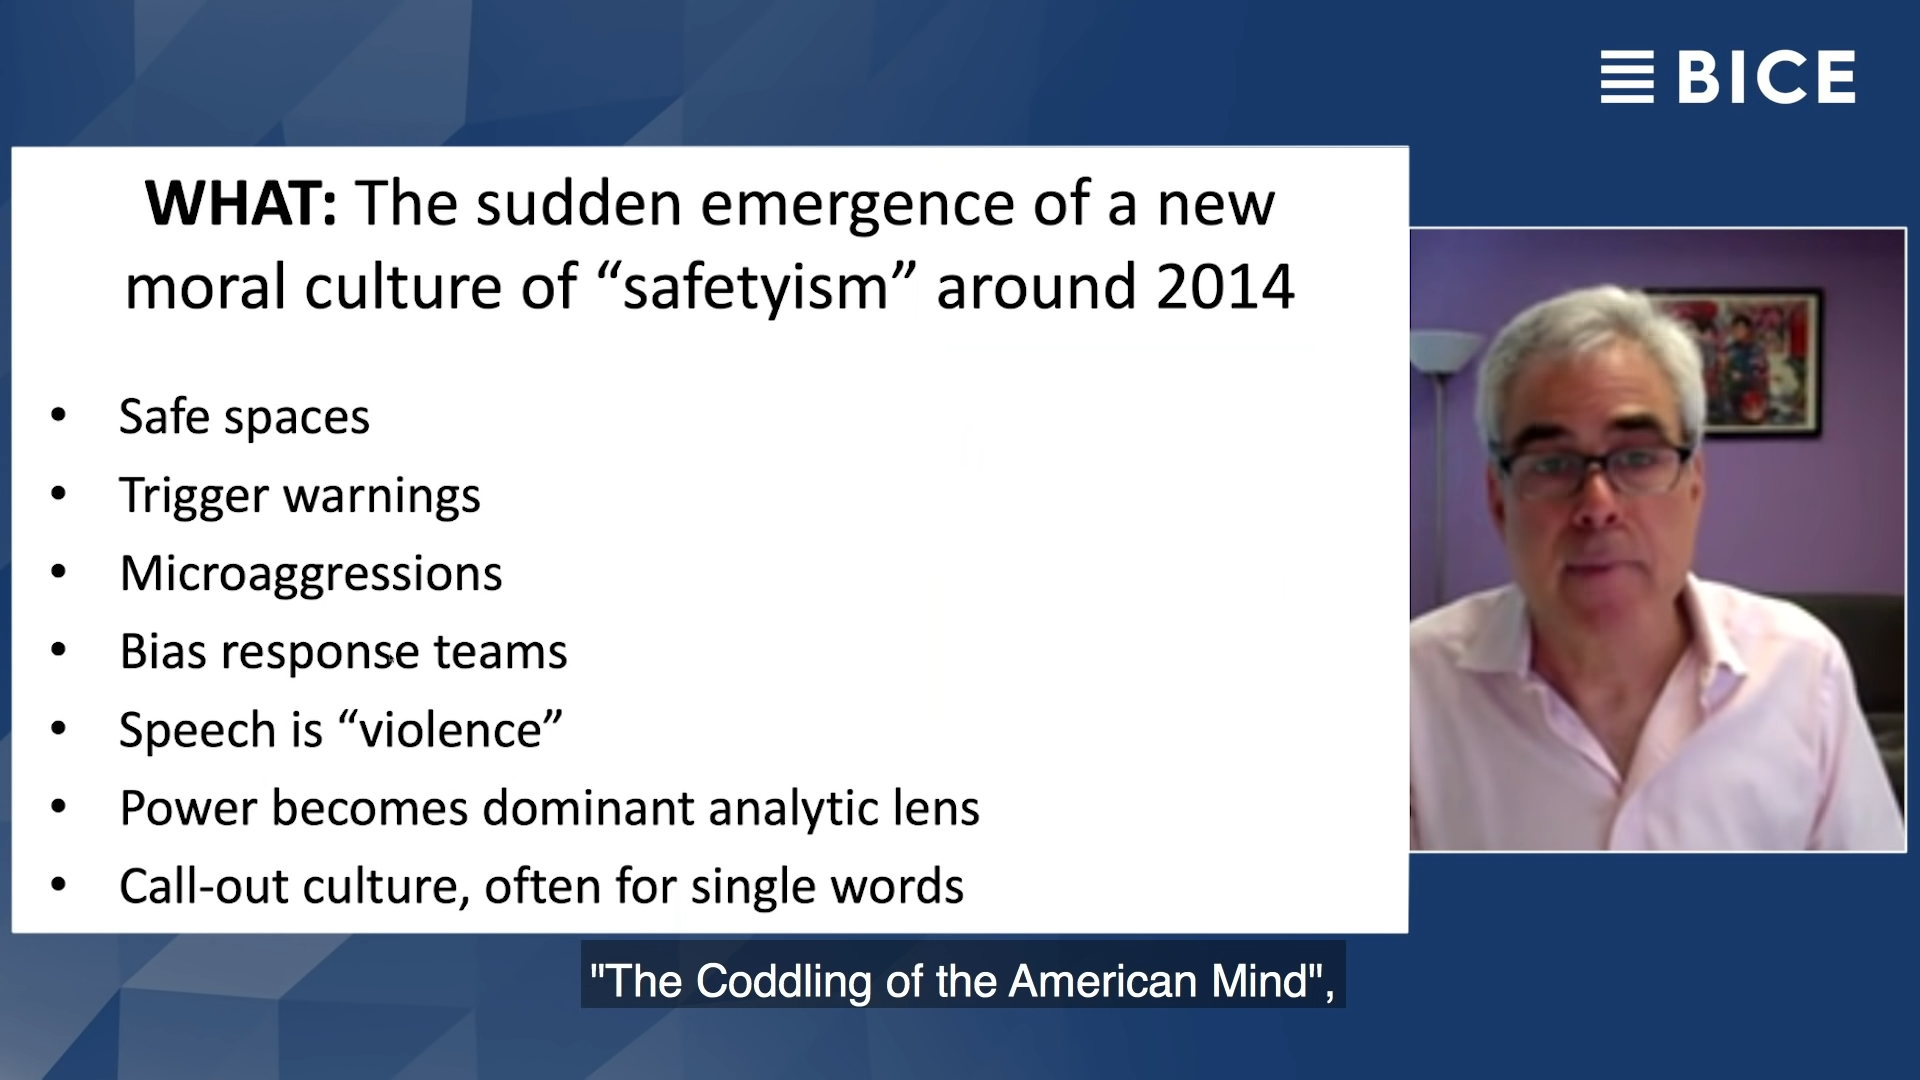 BICE
WHAT: The sudden emergence of a new
moral culture of “safetyism” around 2014
• Safe spaces
• Trigger warnings
• Microaggressions
• Bias response teams
• Speech is “violence”
• Power becomes dominant analytic lens
• Call-out culture, often for single words
"The Coddling of the American Mind",